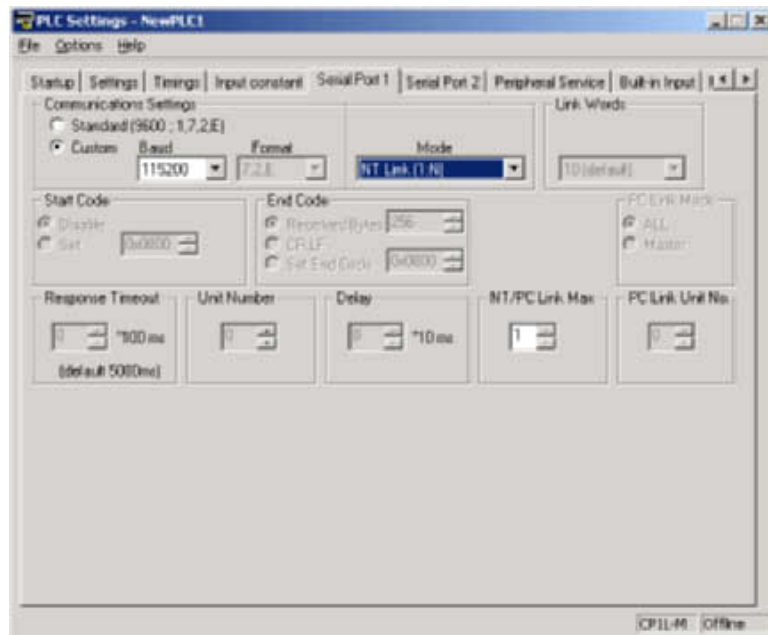 PLC Settings - NewPLC1
File Options Help
Startup Settings Timings Input constant Serial Port 1 Serial Port 2 Peripheral Service Built-in Input
Communications Settings Link Words
Standard (9600 ; 1,7,2,E)
Custom Baud Format Mode
115200 7,2,E NT Link (1:N) 10 (default)
Start Code End Code PC Link Mode
Disable Received Bytes 256 ALL
Set 0x0000 CR,LF Master
Set End Code 0x0000
Response Timeout Unit Number Delay NT/PC Link Max PC Link Unit No.
0 *100 ms 0 0 *10 ms 1 0
(default 5000ms)
CP1L-M Offline